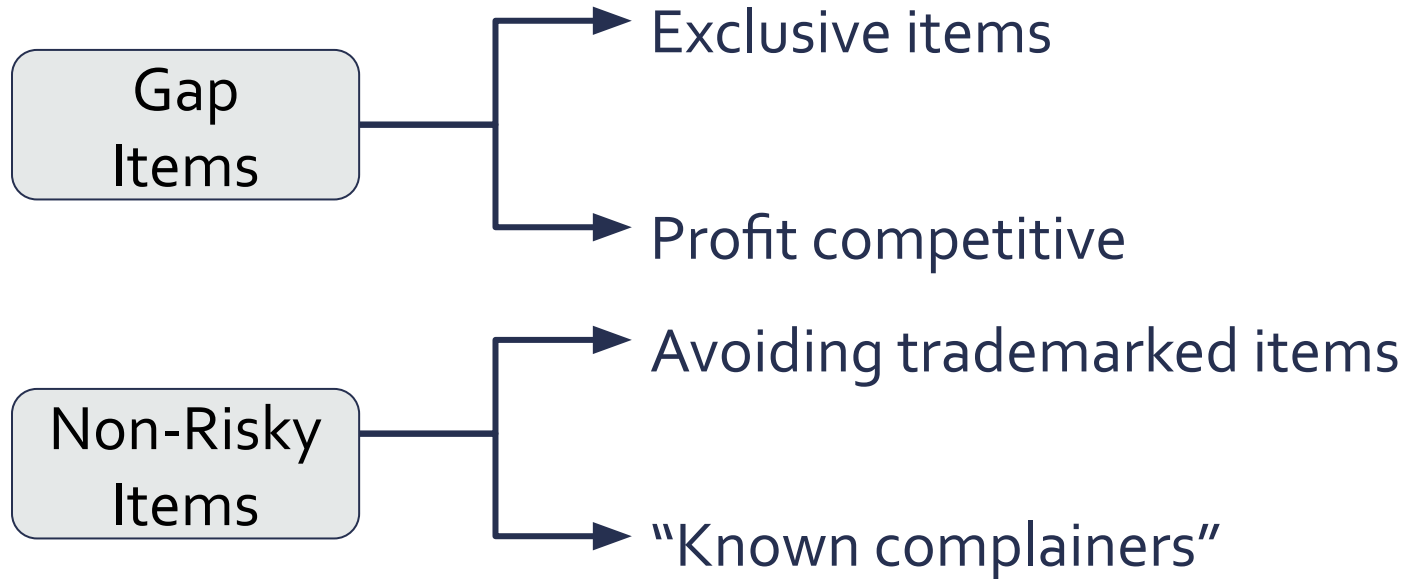 Gap
Items
Exclusive items
Profit competitive
Non-Risky
Items
Avoiding trademarked items
“Known complainers”